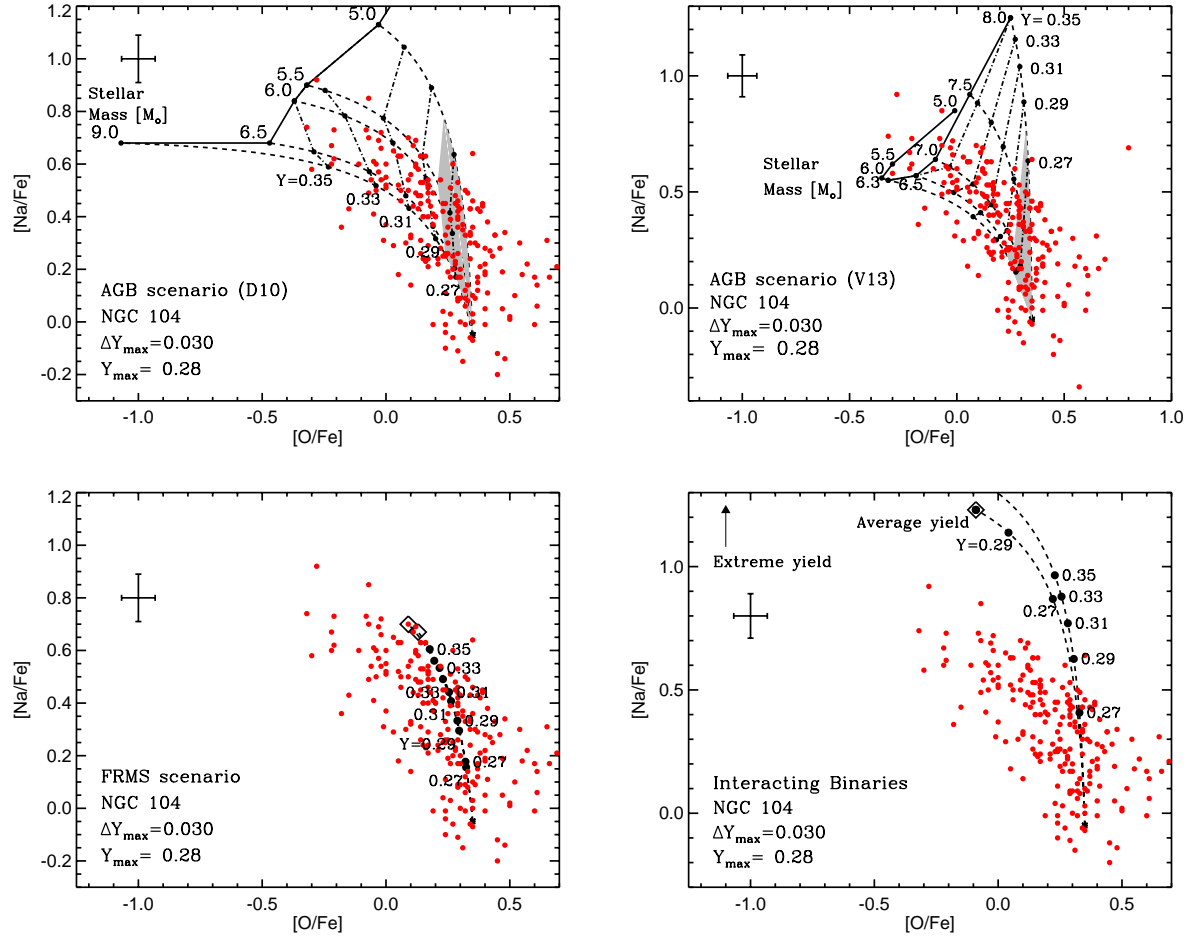 5.0
5.5
6.0
Stellar
Mass [M₀]
9.0
6.5
Y=0.35
0.33
0.31
0.29
0.27
AGB scenario (D10)
NGC 104
ΔYmax=0.030
Ymax= 0.28
1.2
1.0
0.8
0.6
0.4
0.2
0.0
-0.2
[Na/Fe]
-1.0 -0.5 0.0 0.5
[O/Fe]
8.0 Y=0.35
0.33
0.31
0.29
0.27
7.5
5.0
7.0
5.5
6.0
6.3
6.5
Stellar
Mass [M₀]
AGB scenario (V13)
NGC 104
ΔYmax=0.030
Ymax= 0.28
1.0
0.5
0.0
[Na/Fe]
-1.0 -0.5 0.0 0.5 1.0
[O/Fe]
1.2
1.0
0.8
0.6
0.4
0.2
0.0
-0.2
[Na/Fe]
0.35
0.33
0.33 0.31
0.31 0.29
Y=0.29
0.27
0.27
FRMS scenario
NGC 104
ΔYmax=0.030
Ymax= 0.28
-1.0 -0.5 0.0 0.5
[O/Fe]
Average yield
Extreme yield
Y=0.29
0.35
0.33
0.27
0.31
0.29
0.27
Interacting Binaries
NGC 104
ΔYmax=0.030
Ymax= 0.28
1.0
0.5
0.0
[Na/Fe]
-1.0 -0.5 0.0 0.5
[O/Fe]